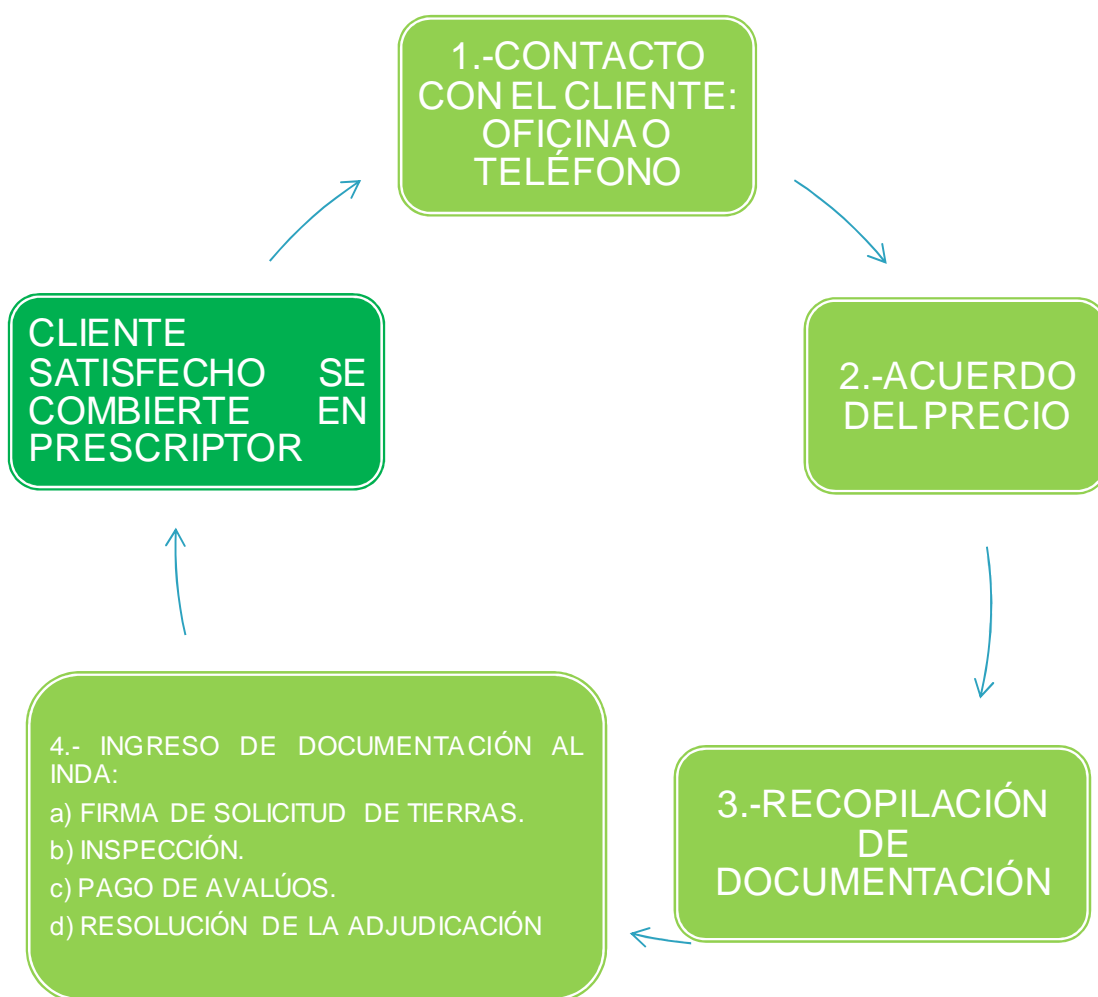 1.-CONTACTO
CON EL CLIENTE:
OFICINA O
TELÉFONO
2.-ACUERDO
DEL PRECIO
3.-RECOPILACIÓN
DE
DOCUMENTACIÓN
4.- INGRESO DE DOCUMENTACIÓN AL
INDA:
a) FIRMA DE SOLICITUD DE TIERRAS.
b) INSPECCIÓN.
c) PAGO DE AVALÚOS.
d) RESOLUCIÓN DE LA ADJUDICACIÓN
CLIENTE
SATISFECHO SE
COMBIERTE EN
PRESCRIPTOR